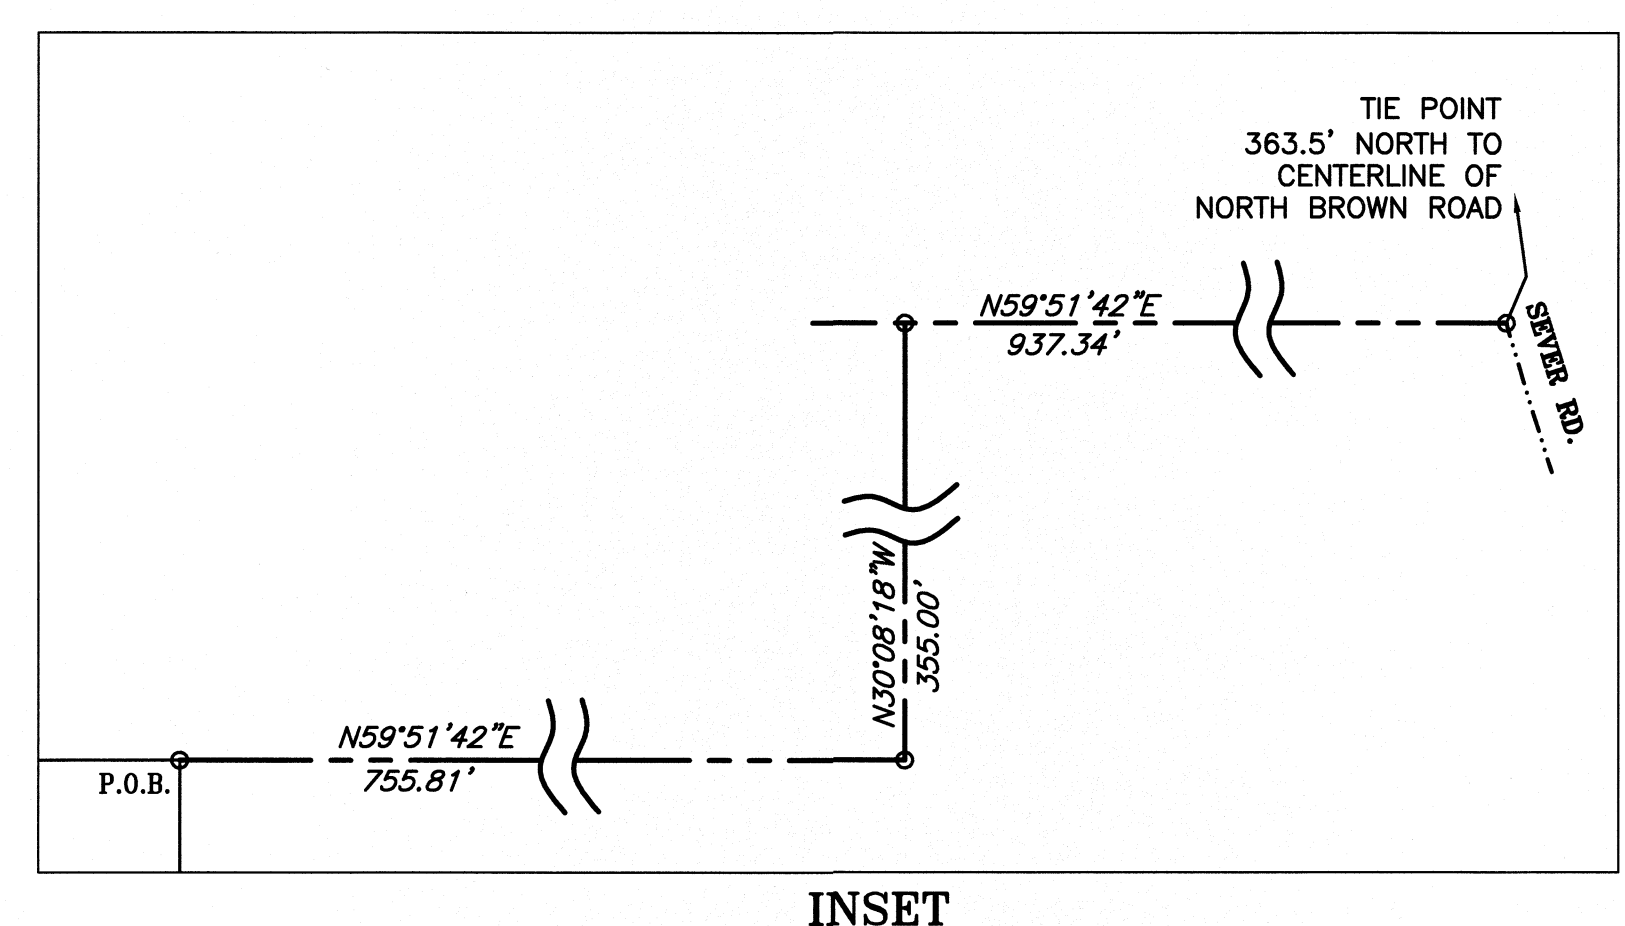 TIE POINT
363.5' NORTH TO
CENTERLINE OF
NORTH BROWN ROAD
N59°51'42"E
937.34'
SEVER RD.
N30°08'18"W
355.00'
N59°51'42"E
755.81'
P.O.B.
INSET